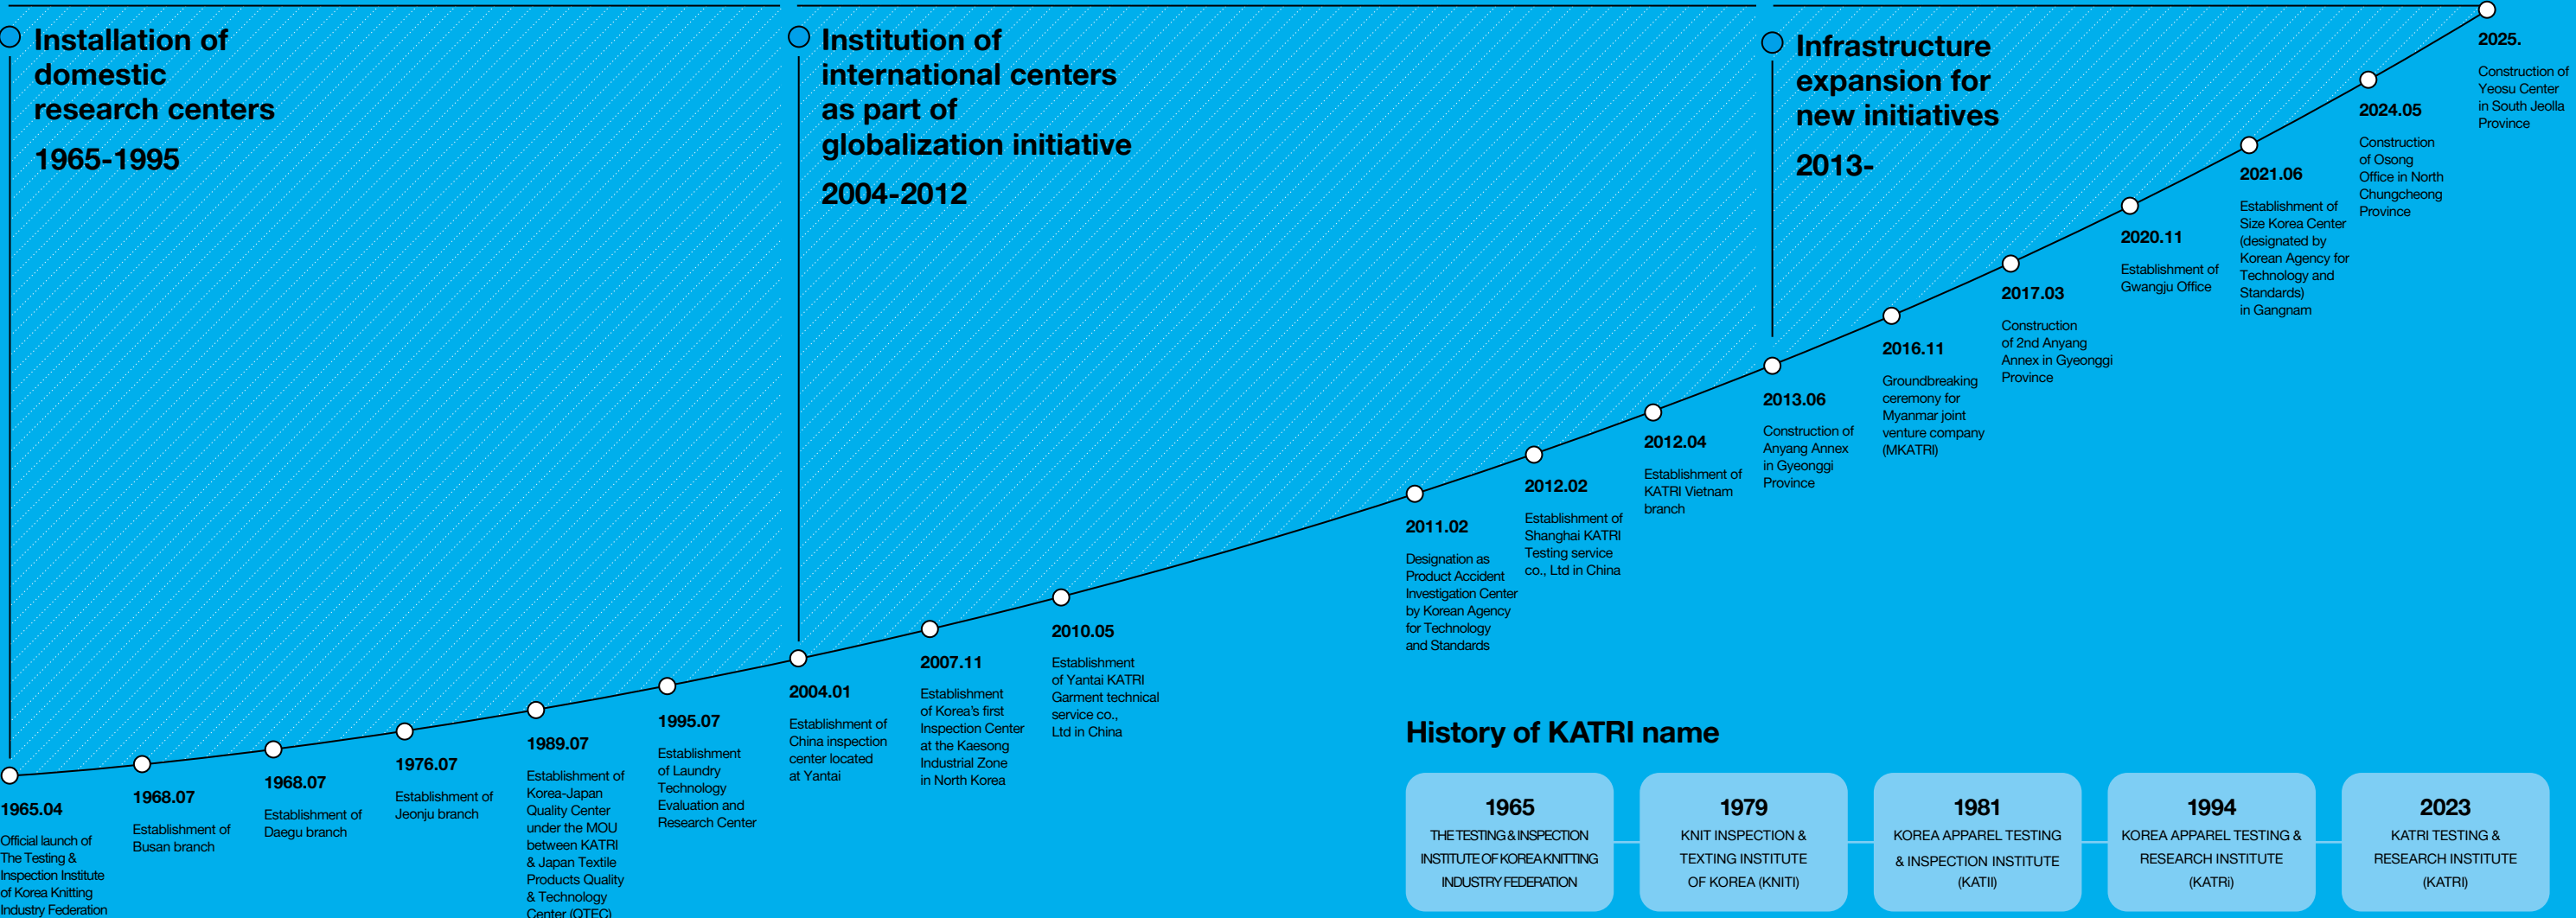 Installation of
domestic
research centers
1965-1995
Institution of
international centers
as part of
globalization initiative
2004-2012
Infrastructure
expansion for
new initiatives
2013-
1965.04
Official launch of
The Testing &
Inspection Institute
of Korea Knitting
Industry Federation
1968.07
Establishment of
Busan branch
1968.07
Establishment of
Daegu branch
1976.07
Establishment of
Jeonju branch
1989.07
Establishment of
Korea-Japan
Quality Center
under the MOU
between KATRI
& Japan Textile
Products Quality
& Technology
Center (QTEC)
1995.07
Establishment
of Laundry
Technology
Evaluation and
Research Center
2004.01
Establishment of
China inspection
center located
at Yantai
2007.11
Establishment
of Korea's first
Inspection Center
at the Kaesong
Industrial Zone
in North Korea
2010.05
Establishment
of Yantai KATRI
Garment technical
service co.,
Ltd in China
2011.02
Designation as
Product Accident
Investigation Center
by Korean Agency
for Technology
and Standards
2012.02
Establishment of
Shanghai KATRI
Testing service
co., Ltd in China
2012.04
Establishment of
KATRI Vietnam
branch
2013.06
Construction of
Anyang Annex
in Gyeonggi
Province
2016.11
Groundbreaking
ceremony for
Myanmar joint
venture company
(MKATRI)
2017.03
Construction
of 2nd Anyang
Annex in Gyeonggi
Province
2020.11
Establishment of
Gwangju Office
2021.06
Establishment of
Size Korea Center
(designated by
Korean Agency for
Technology and
Standards)
in Gangnam
2024.05
Construction
of Osong
Office in North
Chungcheong
Province
2025.
Construction of
Yeosu Center
in South Jeolla
Province
History of KATRI name
1965
THE TESTING & INSPECTION
INSTITUTE OF KOREA KNITTING
INDUSTRY FEDERATION
1979
KNIT INSPECTION &
TEXTING INSTITUTE
OF KOREA (KNITI)
1981
KOREA APPAREL TESTING
& INSPECTION INSTITUTE
(KATII)
1994
KOREA APPAREL TESTING &
RESEARCH INSTITUTE
(KATRi)
2023
KATRI TESTING &
RESEARCH INSTITUTE
(KATRI)